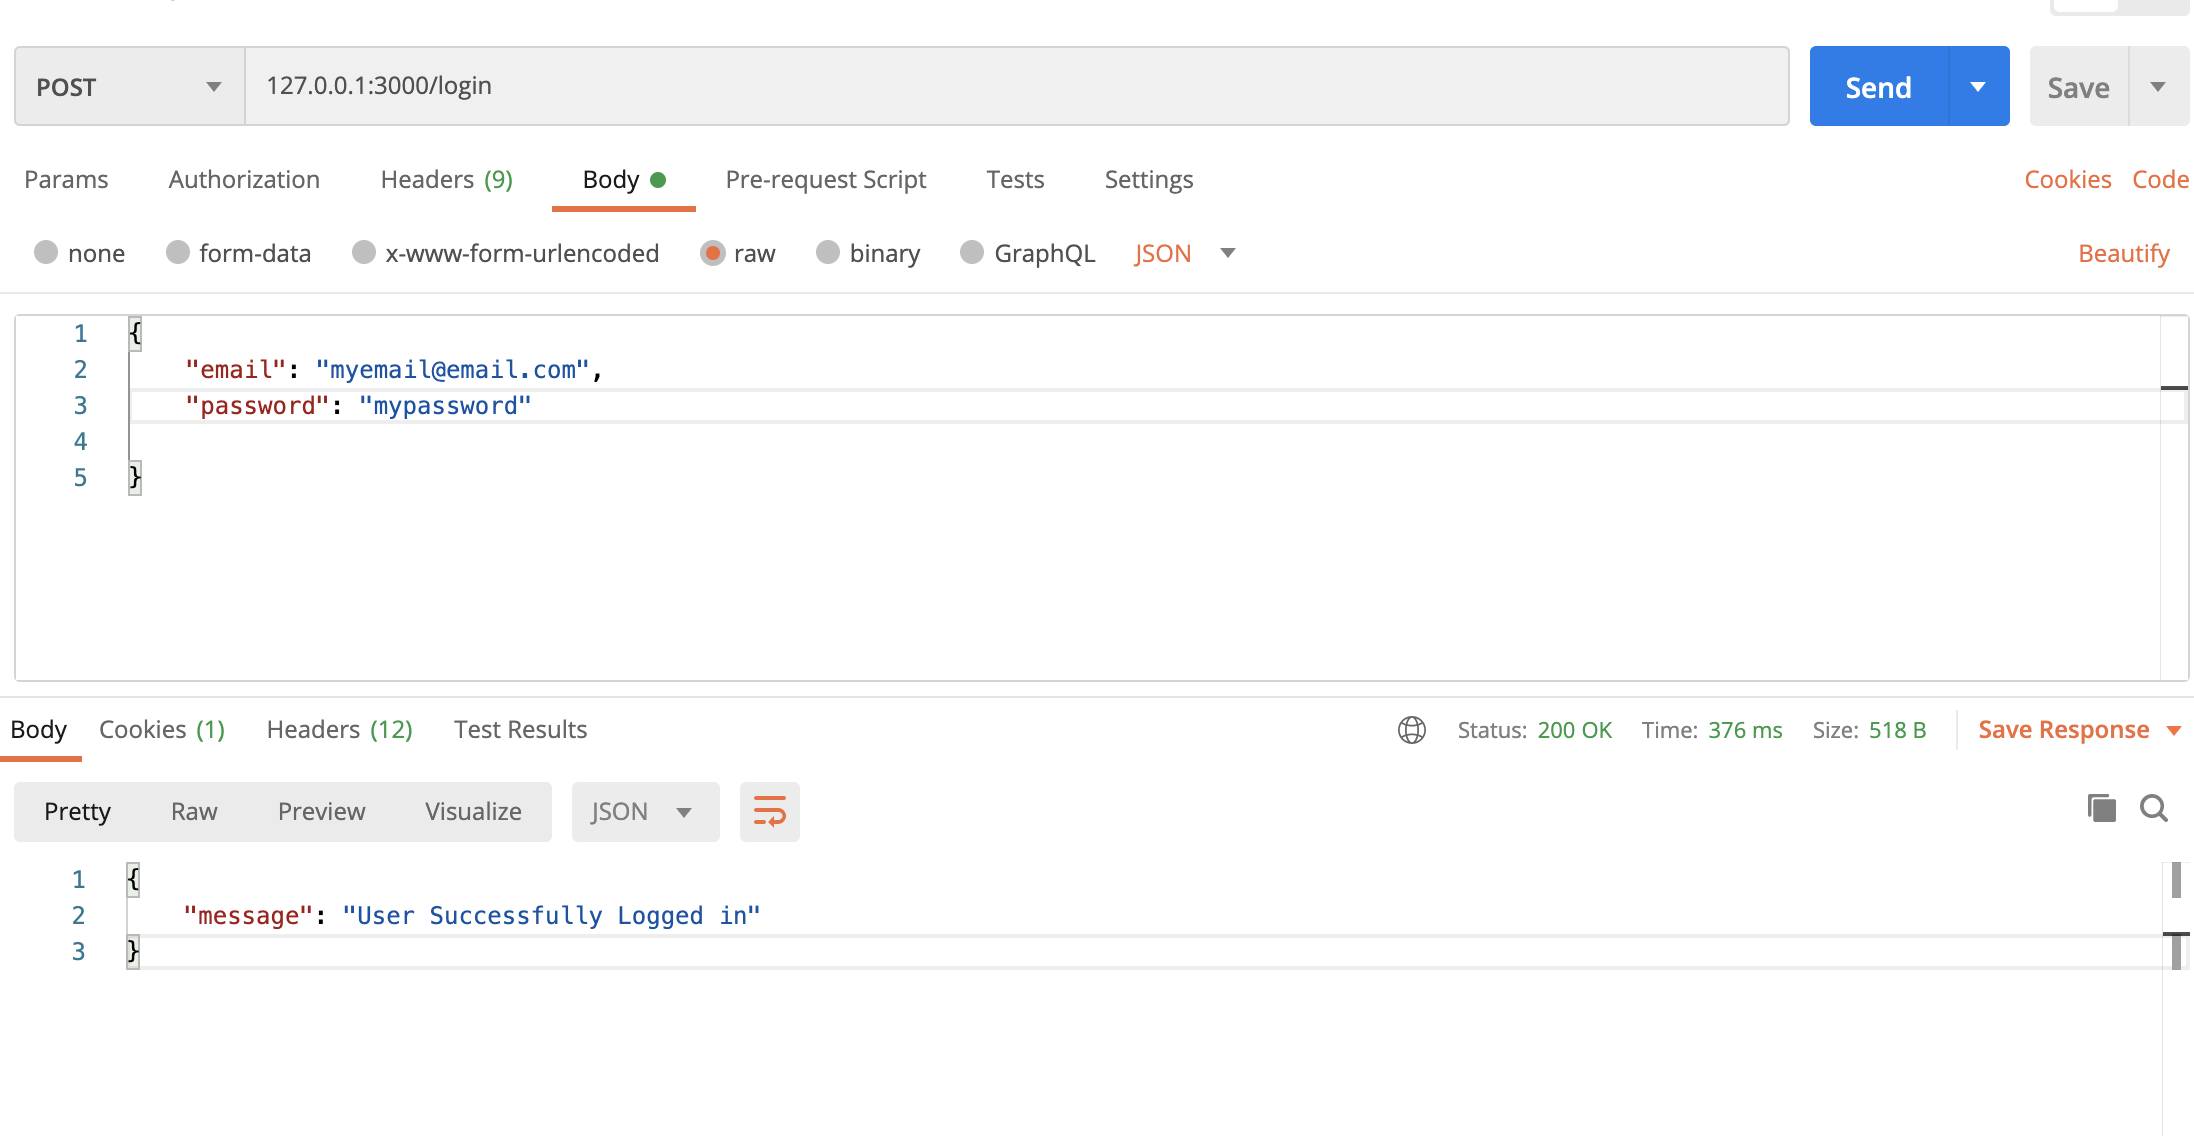 POST 127.0.0.1:3000/login Send Save
Params Authorization Headers (9) Body Pre-request Script Tests Settings Cookies Code
none form-data x-www-form-urlencoded raw binary GraphQL JSON Beautify
1 {
2 "email": "myemail@email.com",
3 "password": "mypassword"
4
5 }
Body Cookies (1) Headers (12) Test Results Status: 200 OK Time: 376 ms Size: 518 B Save Response
Pretty Raw Preview Visualize JSON
1 {
2 "message": "User Successfully Logged in"
3 }